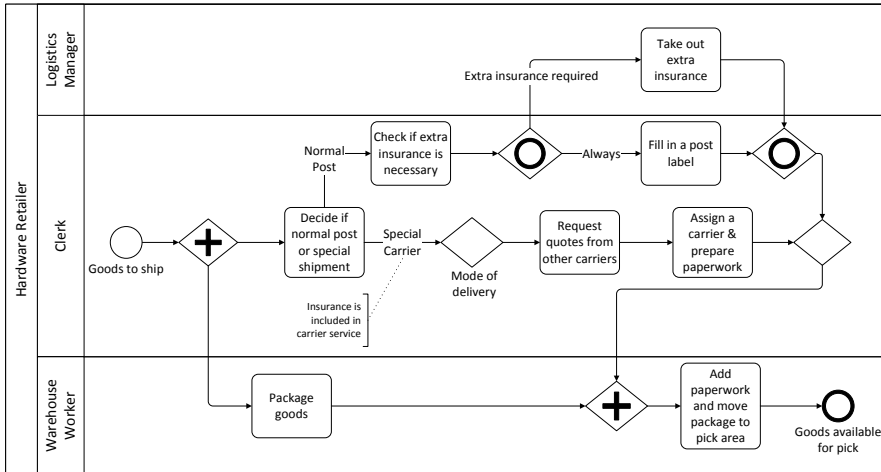 Hardware Retailer
Logistics
Manager
Take out
extra
insurance
Extra insurance required
Clerk
Normal
Post
Check if extra
insurance is
necessary
Always
Fill in a post
label
Goods to ship
Decide if
normal post
or special
shipment
Special
Carrier
Mode of
delivery
Request
quotes from
other carriers
Assign a
carrier &
prepare
paperwork
Insurance is
included in
carrier service
Warehouse
Worker
Package
goods
Add
paperwork
and move
package to
pick area
Goods available
for pick